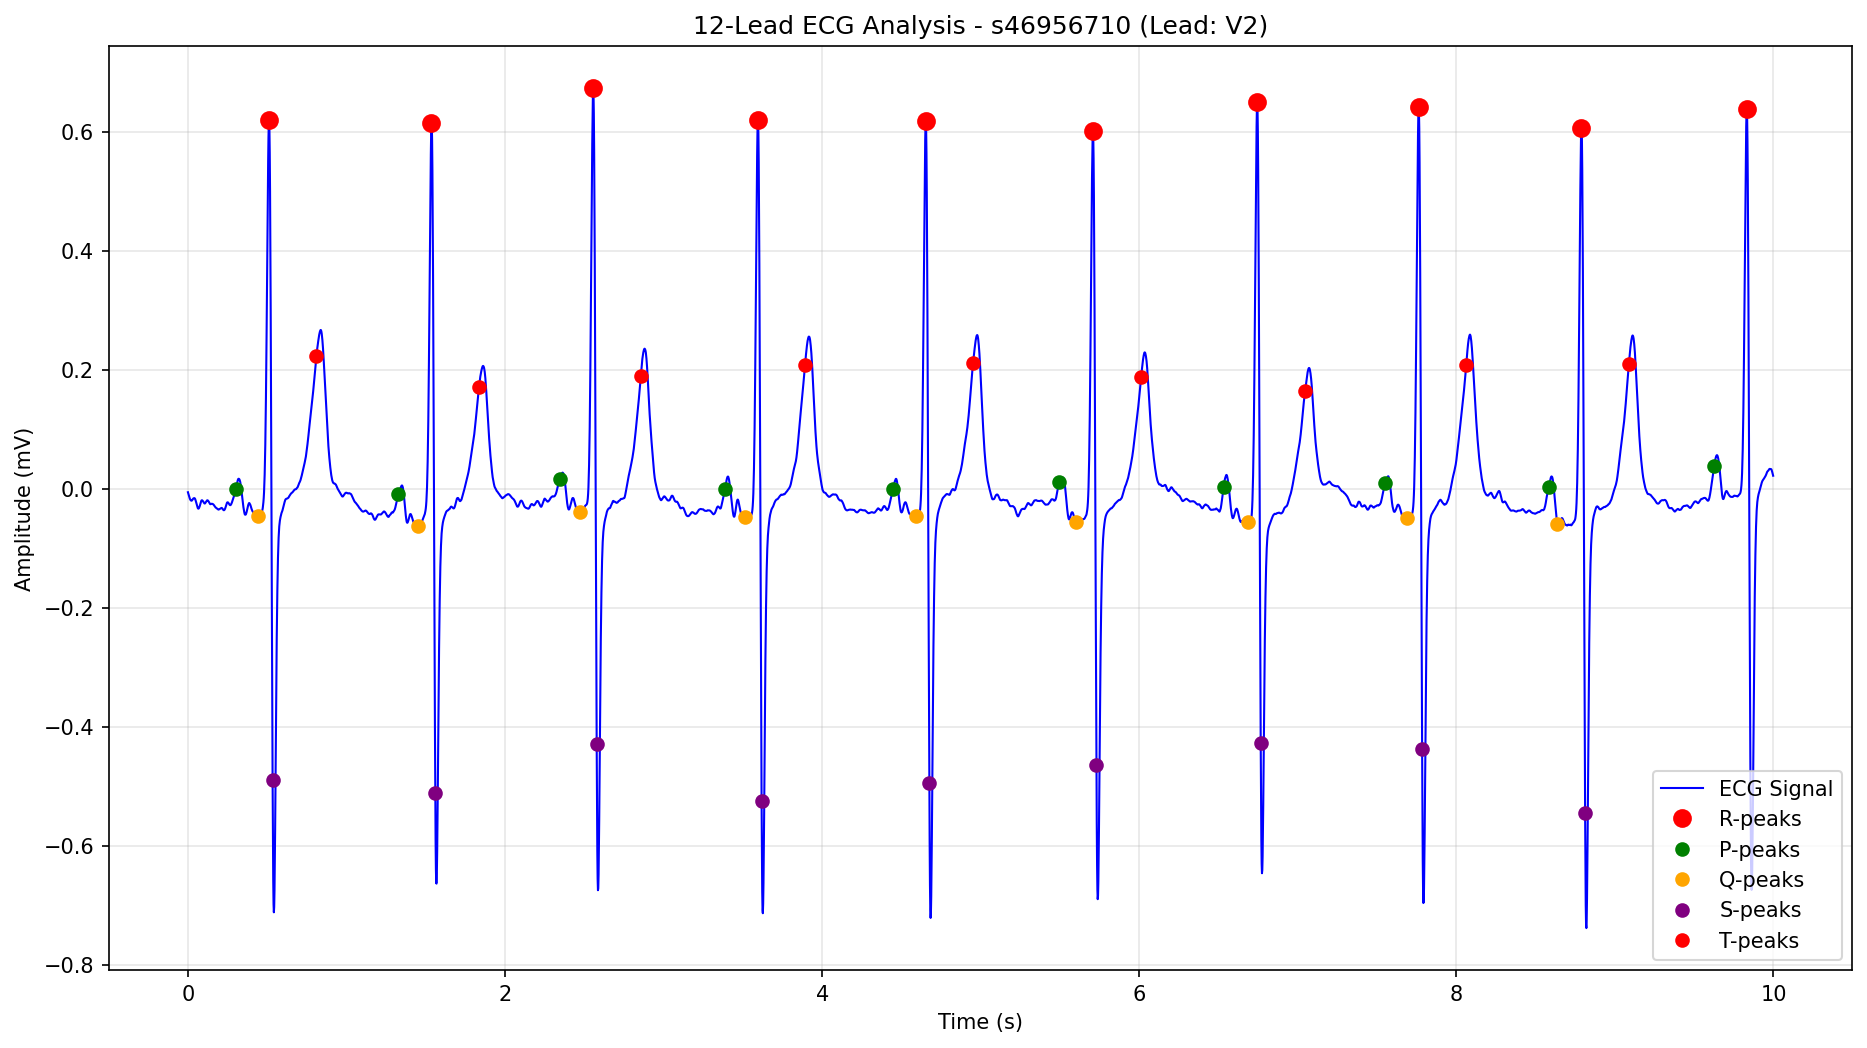 12-Lead ECG Analysis - s46956710 (Lead: V2)
Amplitude (mV)
0.6
0.4
0.2
0.0
−0.2
−0.4
−0.6
−0.8
ECG Signal
R-peaks
P-peaks
Q-peaks
S-peaks
T-peaks
0 2 4 6 8 10
Time (s)